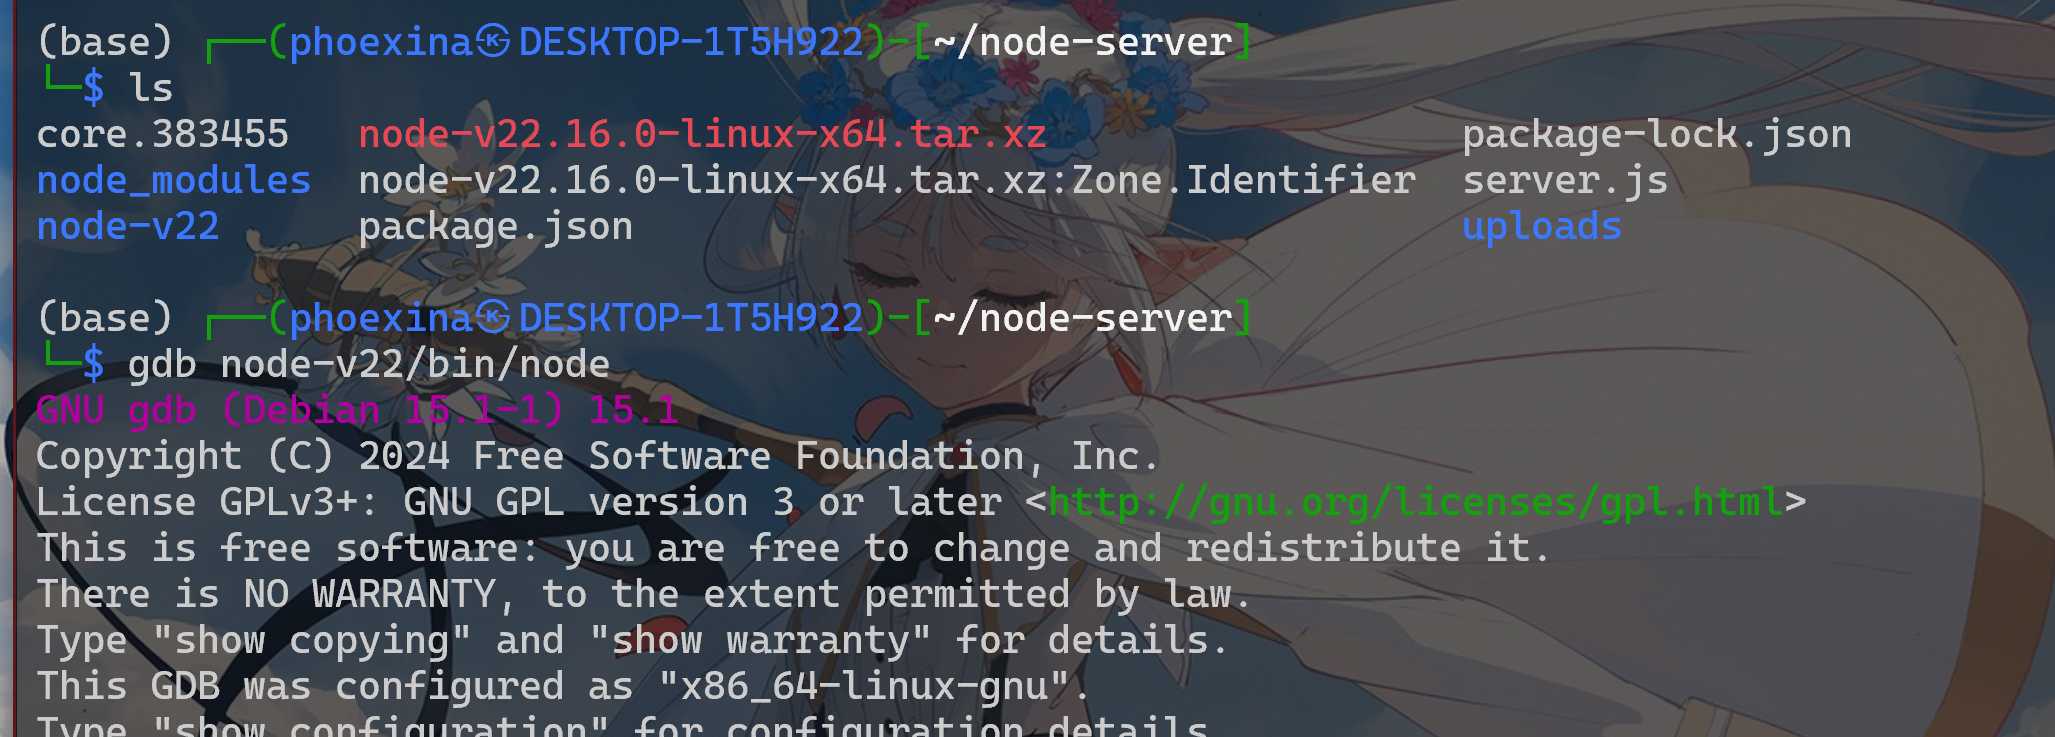 (base) ┌──(phoexina㉿DESKTOP-1T5H922)-[~/node-server]
└─$ ls
core.383455   node-v22.16.0-linux-x64.tar.xz                  package-lock.json
node_modules  node-v22.16.0-linux-x64.tar.xz:Zone.Identifier  server.js
node-v22      package.json                                    uploads
(base) ┌──(phoexina㉿DESKTOP-1T5H922)-[~/node-server]
└─$ gdb node-v22/bin/node
GNU gdb (Debian 15.1-1) 15.1
Copyright (C) 2024 Free Software Foundation, Inc.
License GPLv3+: GNU GPL version 3 or later <http://gnu.org/licenses/gpl.html>
This is free software: you are free to change and redistribute it.
There is NO WARRANTY, to the extent permitted by law.
Type "show copying" and "show warranty" for details.
This GDB was configured as "x86_64-linux-gnu".
Type "show configuration" for configuration details.